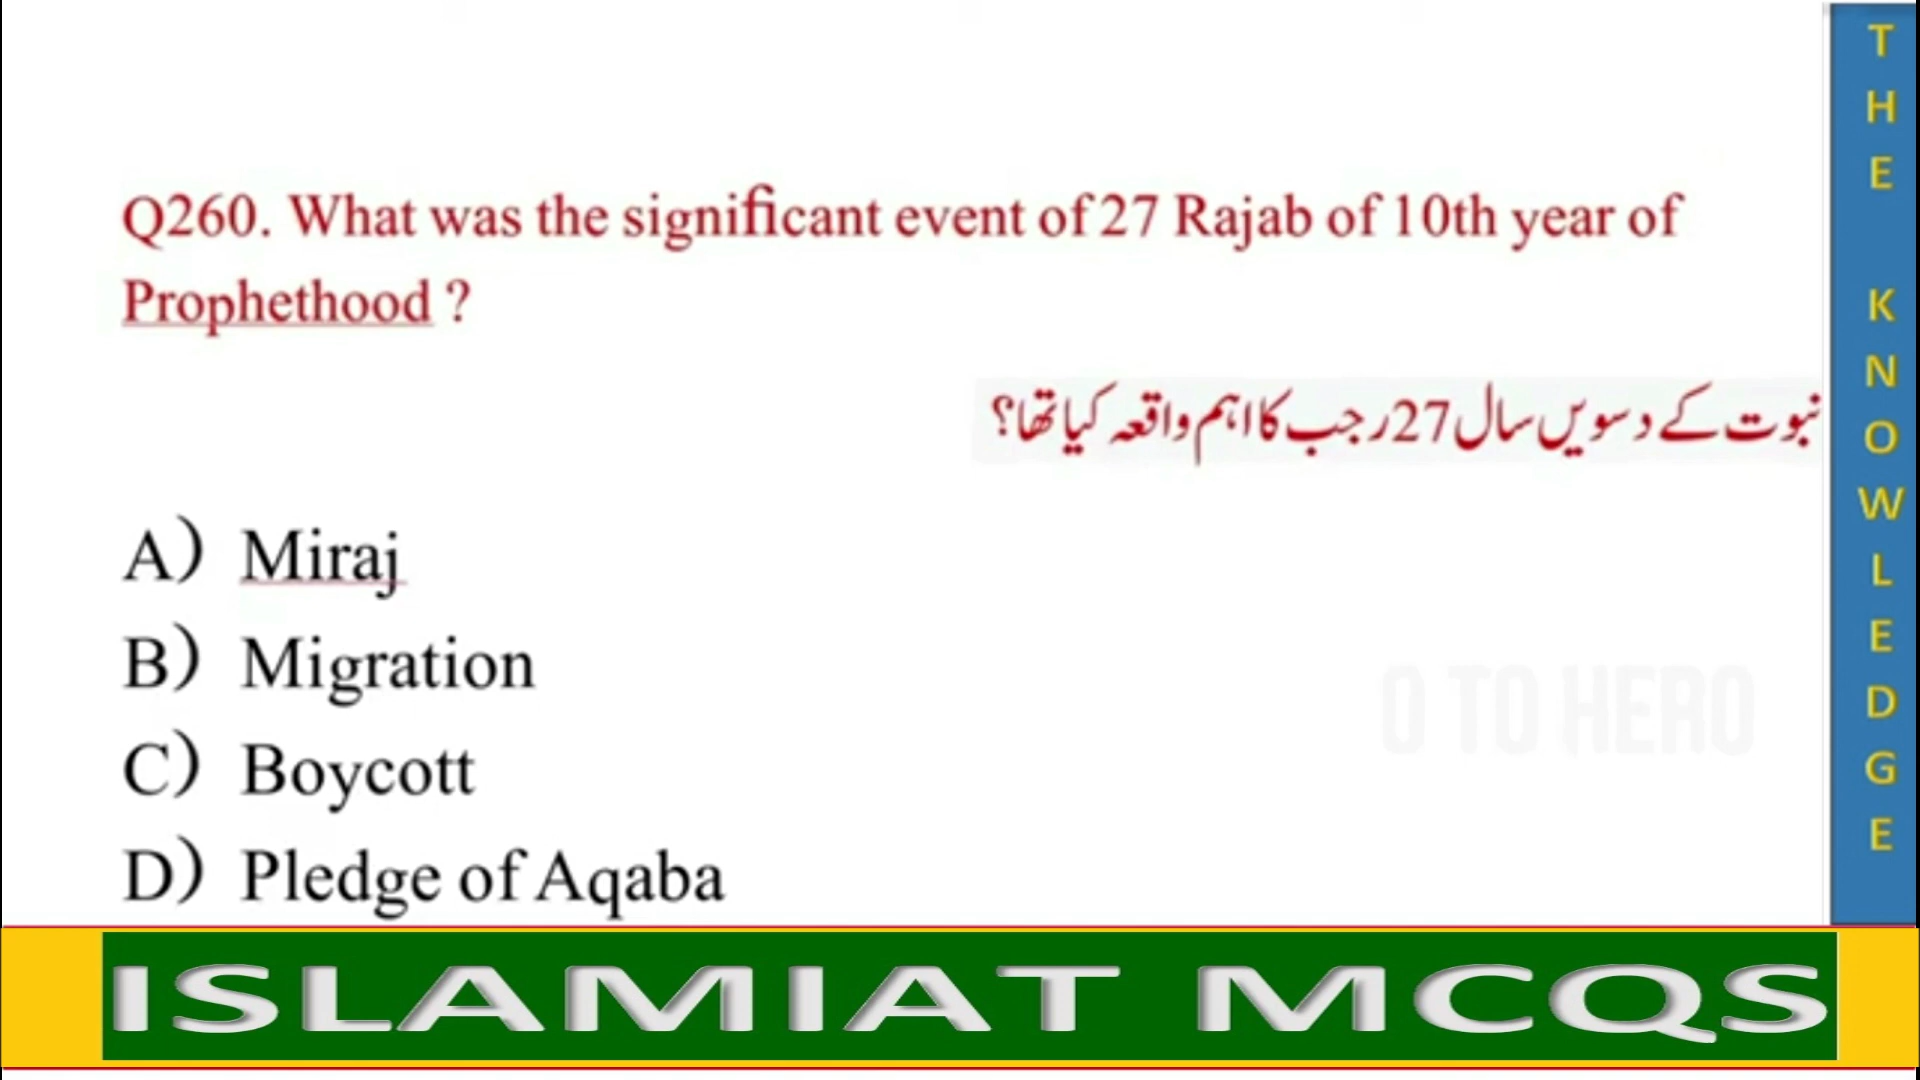 Q260. What was the significant event of 27 Rajab of 10th year of
Prophethood ?
نبوت کے دسویں سال 27 رجب کا اہم واقعہ کیا تھا؟
A) Miraj
B) Migration
C) Boycott
D) Pledge of Aqaba
0 TO HERO
THE KNOWLEDGE
ISLAMIAT MCQS